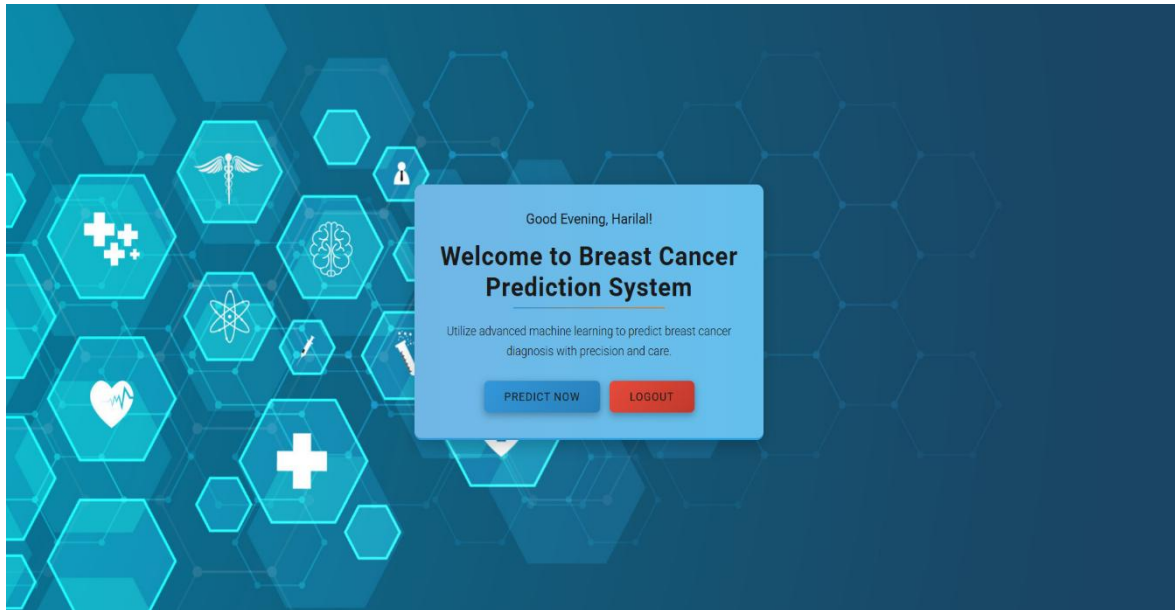 Good Evening, Harilal!
Welcome to Breast Cancer
Prediction System
Utilize advanced machine learning to predict breast cancer
diagnosis with precision and care.
PREDICT NOW
LOGOUT